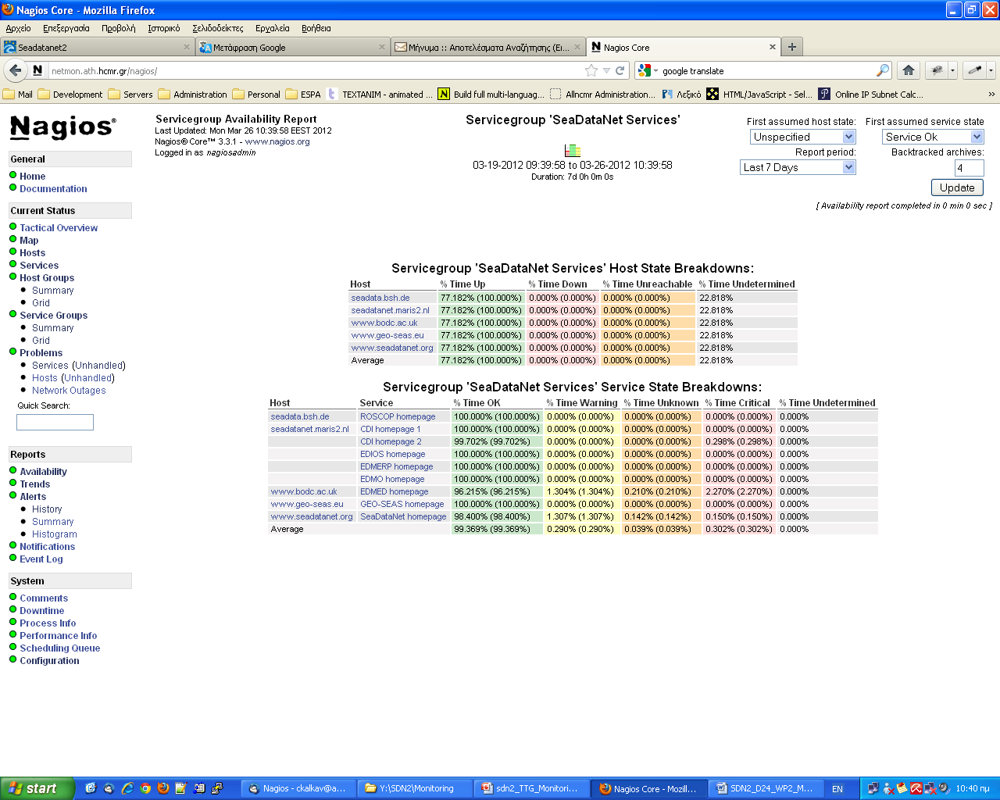 Nagios Core - Mozilla Firefox
Αρχείο Επεξεργασία Προβολή Ιστορικό Σελιδοδείκτες Εργαλεία Βοήθεια
Seadatanet2 Μετάφραση Google Μήνυμα :: Αποτελέσματα Αναζήτησης (Ει... Nagios Core
netmon.ath.hcmr.gr/nagios/ google translate
Mail Development Servers Administration Personal ESPA TEXTANIM - animated ... Build full multi-languag... Allncmr Administration... Λεξικό HTML/JavaScript - Sel... Online IP Subnet Calc... »
Nagios®
General
Home
Documentation
Current Status
Tactical Overview
Map
Hosts
Services
Host Groups
Summary
Grid
Service Groups
Summary
Grid
Problems
Services (Unhandled)
Hosts (Unhandled)
Network Outages
Quick Search:
Reports
Availability
Trends
Alerts
History
Summary
Histogram
Notifications
Event Log
System
Comments
Downtime
Process Info
Performance Info
Scheduling Queue
Configuration
Servicegroup Availability Report
Last Updated: Mon Mar 26 10:39:58 EEST 2012
Nagios® Core™ 3.3.1 - www.nagios.org
Logged in as nagiosadmin
Servicegroup 'SeaDataNet Services'
03-19-2012 09:39:58 to 03-26-2012 10:39:58
Duration: 7d 0h 0m 0s
First assumed host state: First assumed service state
Unspecified Service Ok
Report period: Backtracked archives:
Last 7 Days 4
Update
[ Availability report completed in 0 min 0 sec ]
Servicegroup 'SeaDataNet Services' Host State Breakdowns:
Host % Time Up % Time Down % Time Unreachable % Time Undetermined
seadata.bsh.de 77.182% (100.000%) 0.000% (0.000%) 0.000% (0.000%) 22.818%
seadatanet.maris2.nl 77.182% (100.000%) 0.000% (0.000%) 0.000% (0.000%) 22.818%
www.bodc.ac.uk 77.182% (100.000%) 0.000% (0.000%) 0.000% (0.000%) 22.818%
www.geo-seas.eu 77.182% (100.000%) 0.000% (0.000%) 0.000% (0.000%) 22.818%
www.seadatanet.org 77.182% (100.000%) 0.000% (0.000%) 0.000% (0.000%) 22.818%
Average 77.182% (100.000%) 0.000% (0.000%) 0.000% (0.000%) 22.818%
Servicegroup 'SeaDataNet Services' Service State Breakdowns:
Host Service % Time OK % Time Warning % Time Unknown % Time Critical % Time Undetermined
seadata.bsh.de ROSCOP homepage 100.000% (100.000%) 0.000% (0.000%) 0.000% (0.000%) 0.000% (0.000%) 0.000%
seadatanet.maris2.nl CDI homepage 1 100.000% (100.000%) 0.000% (0.000%) 0.000% (0.000%) 0.000% (0.000%) 0.000%
CDI homepage 2 99.702% (99.702%) 0.000% (0.000%) 0.000% (0.000%) 0.298% (0.298%) 0.000%
EDIOS homepage 100.000% (100.000%) 0.000% (0.000%) 0.000% (0.000%) 0.000% (0.000%) 0.000%
EDMERP homepage 100.000% (100.000%) 0.000% (0.000%) 0.000% (0.000%) 0.000% (0.000%) 0.000%
EDMO homepage 100.000% (100.000%) 0.000% (0.000%) 0.000% (0.000%) 0.000% (0.000%) 0.000%
www.bodc.ac.uk EDMED homepage 96.215% (96.215%) 1.304% (1.304%) 0.210% (0.210%) 2.270% (2.270%) 0.000%
www.geo-seas.eu GEO-SEAS homepage 100.000% (100.000%) 0.000% (0.000%) 0.000% (0.000%) 0.000% (0.000%) 0.000%
www.seadatanet.org SeaDataNet homepage 98.400% (98.400%) 1.307% (1.307%) 0.142% (0.142%) 0.150% (0.150%) 0.000%
Average 99.369% (99.369%) 0.290% (0.290%) 0.039% (0.039%) 0.302% (0.302%) 0.000%
start Nagios - ckalkav@a... Y:\SDN2\Monitoring sdn2_TTG_Monitori... Nagios Core - Mozill... SDN2_D24_WP2_M... EN 10:40 πμ